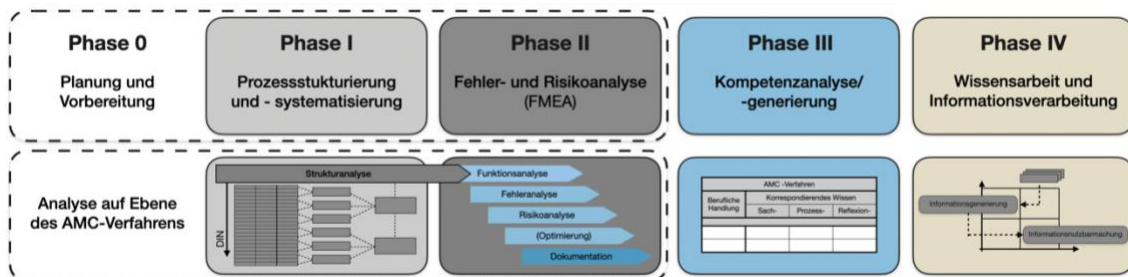 Phase 0
Planung und
Vorbereitung
Phase I
Prozessstukturierung
und - systematisierung
Phase II
Fehler- und Risikoanalyse
(FMEA)
Phase III
Kompetenzanalyse/
-generierung
Phase IV
Wissensarbeit und
Informationsverarbeitung
Analyse auf Ebene
des AMC-Verfahrens
Strukturanalyse
DIN
Funktionsanalyse
Fehleranalyse
Risikoanalyse
(Optimierung)
Dokumentation
AMC -Verfahren
Berufliche
Handlung
Korrespondierendes Wissen
Sach-
Prozess-
Reflexion-
Informationsgenerierung
Informationsnutzbarmachung